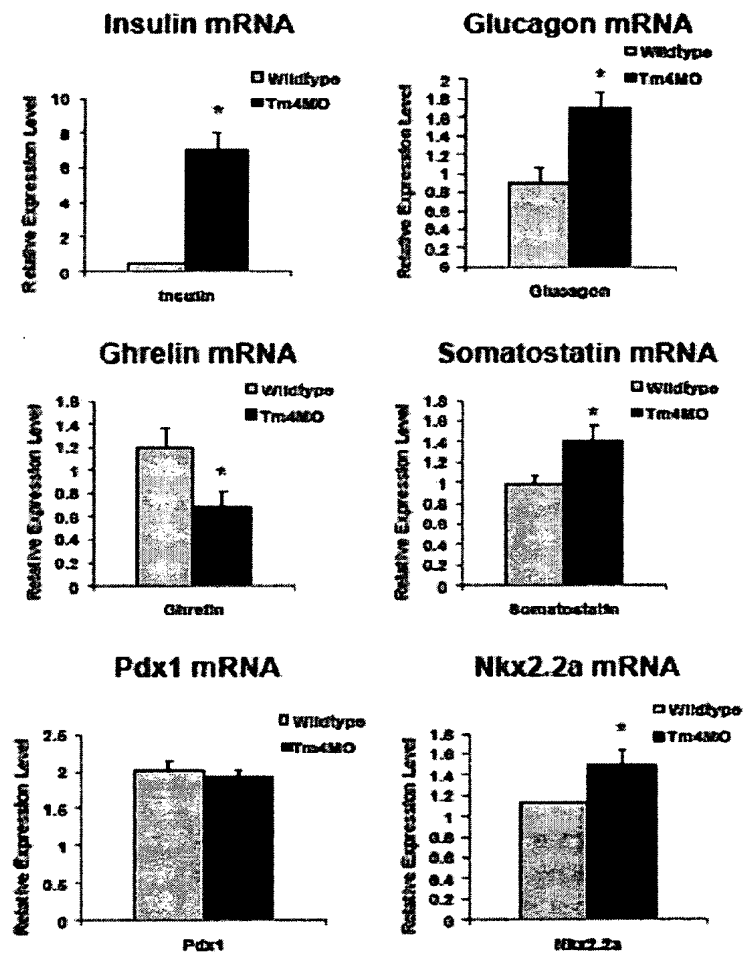 Insulin mRNA
Wildtype
Tm4MO
Relative Expression Level
10
8
6
4
2
0
*
Insulin
Glucagon mRNA
Wildtype
Tm4MO
Relative Expression Level
2
1.8
1.6
1.4
1.2
1
0.8
0.6
0.4
0.2
0
*
Glucagon
Ghrelin mRNA
Wildtype
Tm4MO
Relative Expression Level
1.6
1.4
1.2
1
0.8
0.6
0.4
0.2
0
*
Ghrelin
Somatostatin mRNA
Wildtype
Tm4MO
Relative Expression Level
1.8
1.6
1.4
1.2
1
0.8
0.6
0.4
0.2
0
*
Somatostatin
Pdx1 mRNA
Wildtype
Tm4MO
Relative Expression Level
2.5
2
1.5
1
0.5
0
Pdx1
Nkx2.2a mRNA
Wildtype
Tm4MO
Relative Expression Level
1.8
1.6
1.4
1.2
1
0.8
0.6
0.4
0.2
0
*
Nkx2.2a